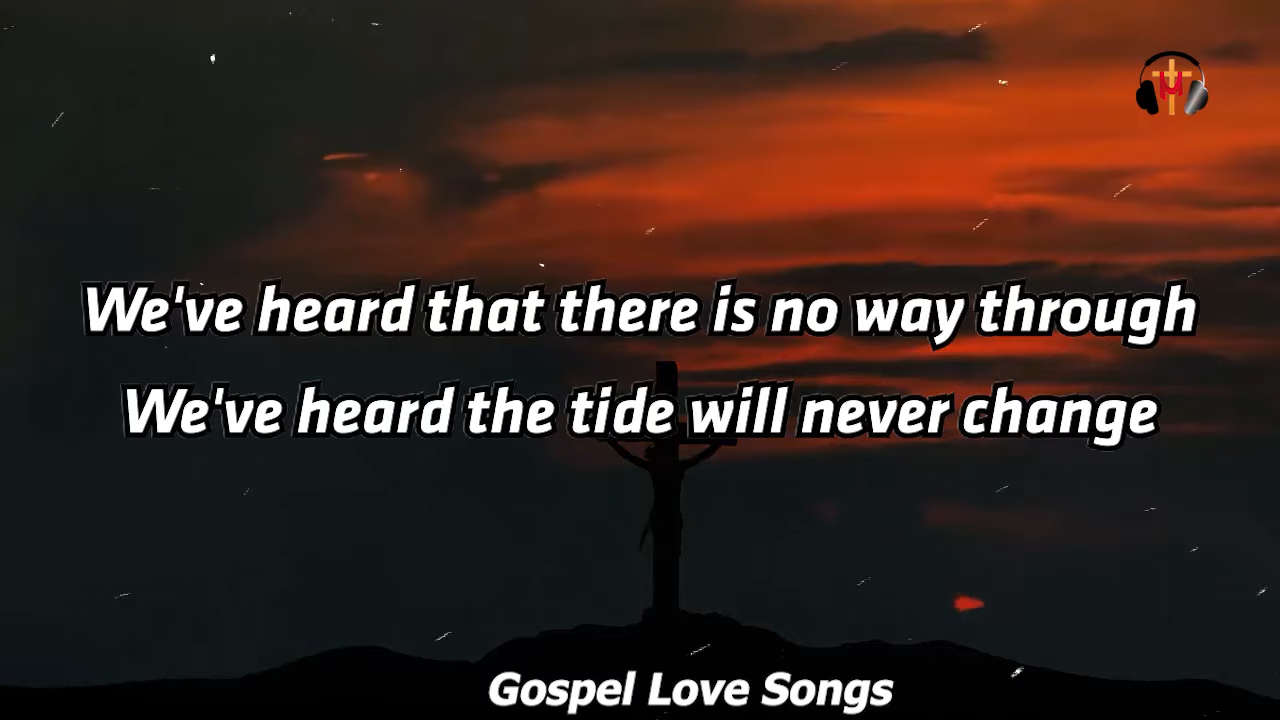 We've heard that there is no way through
We've heard the tide will never change
Gospel Love Songs